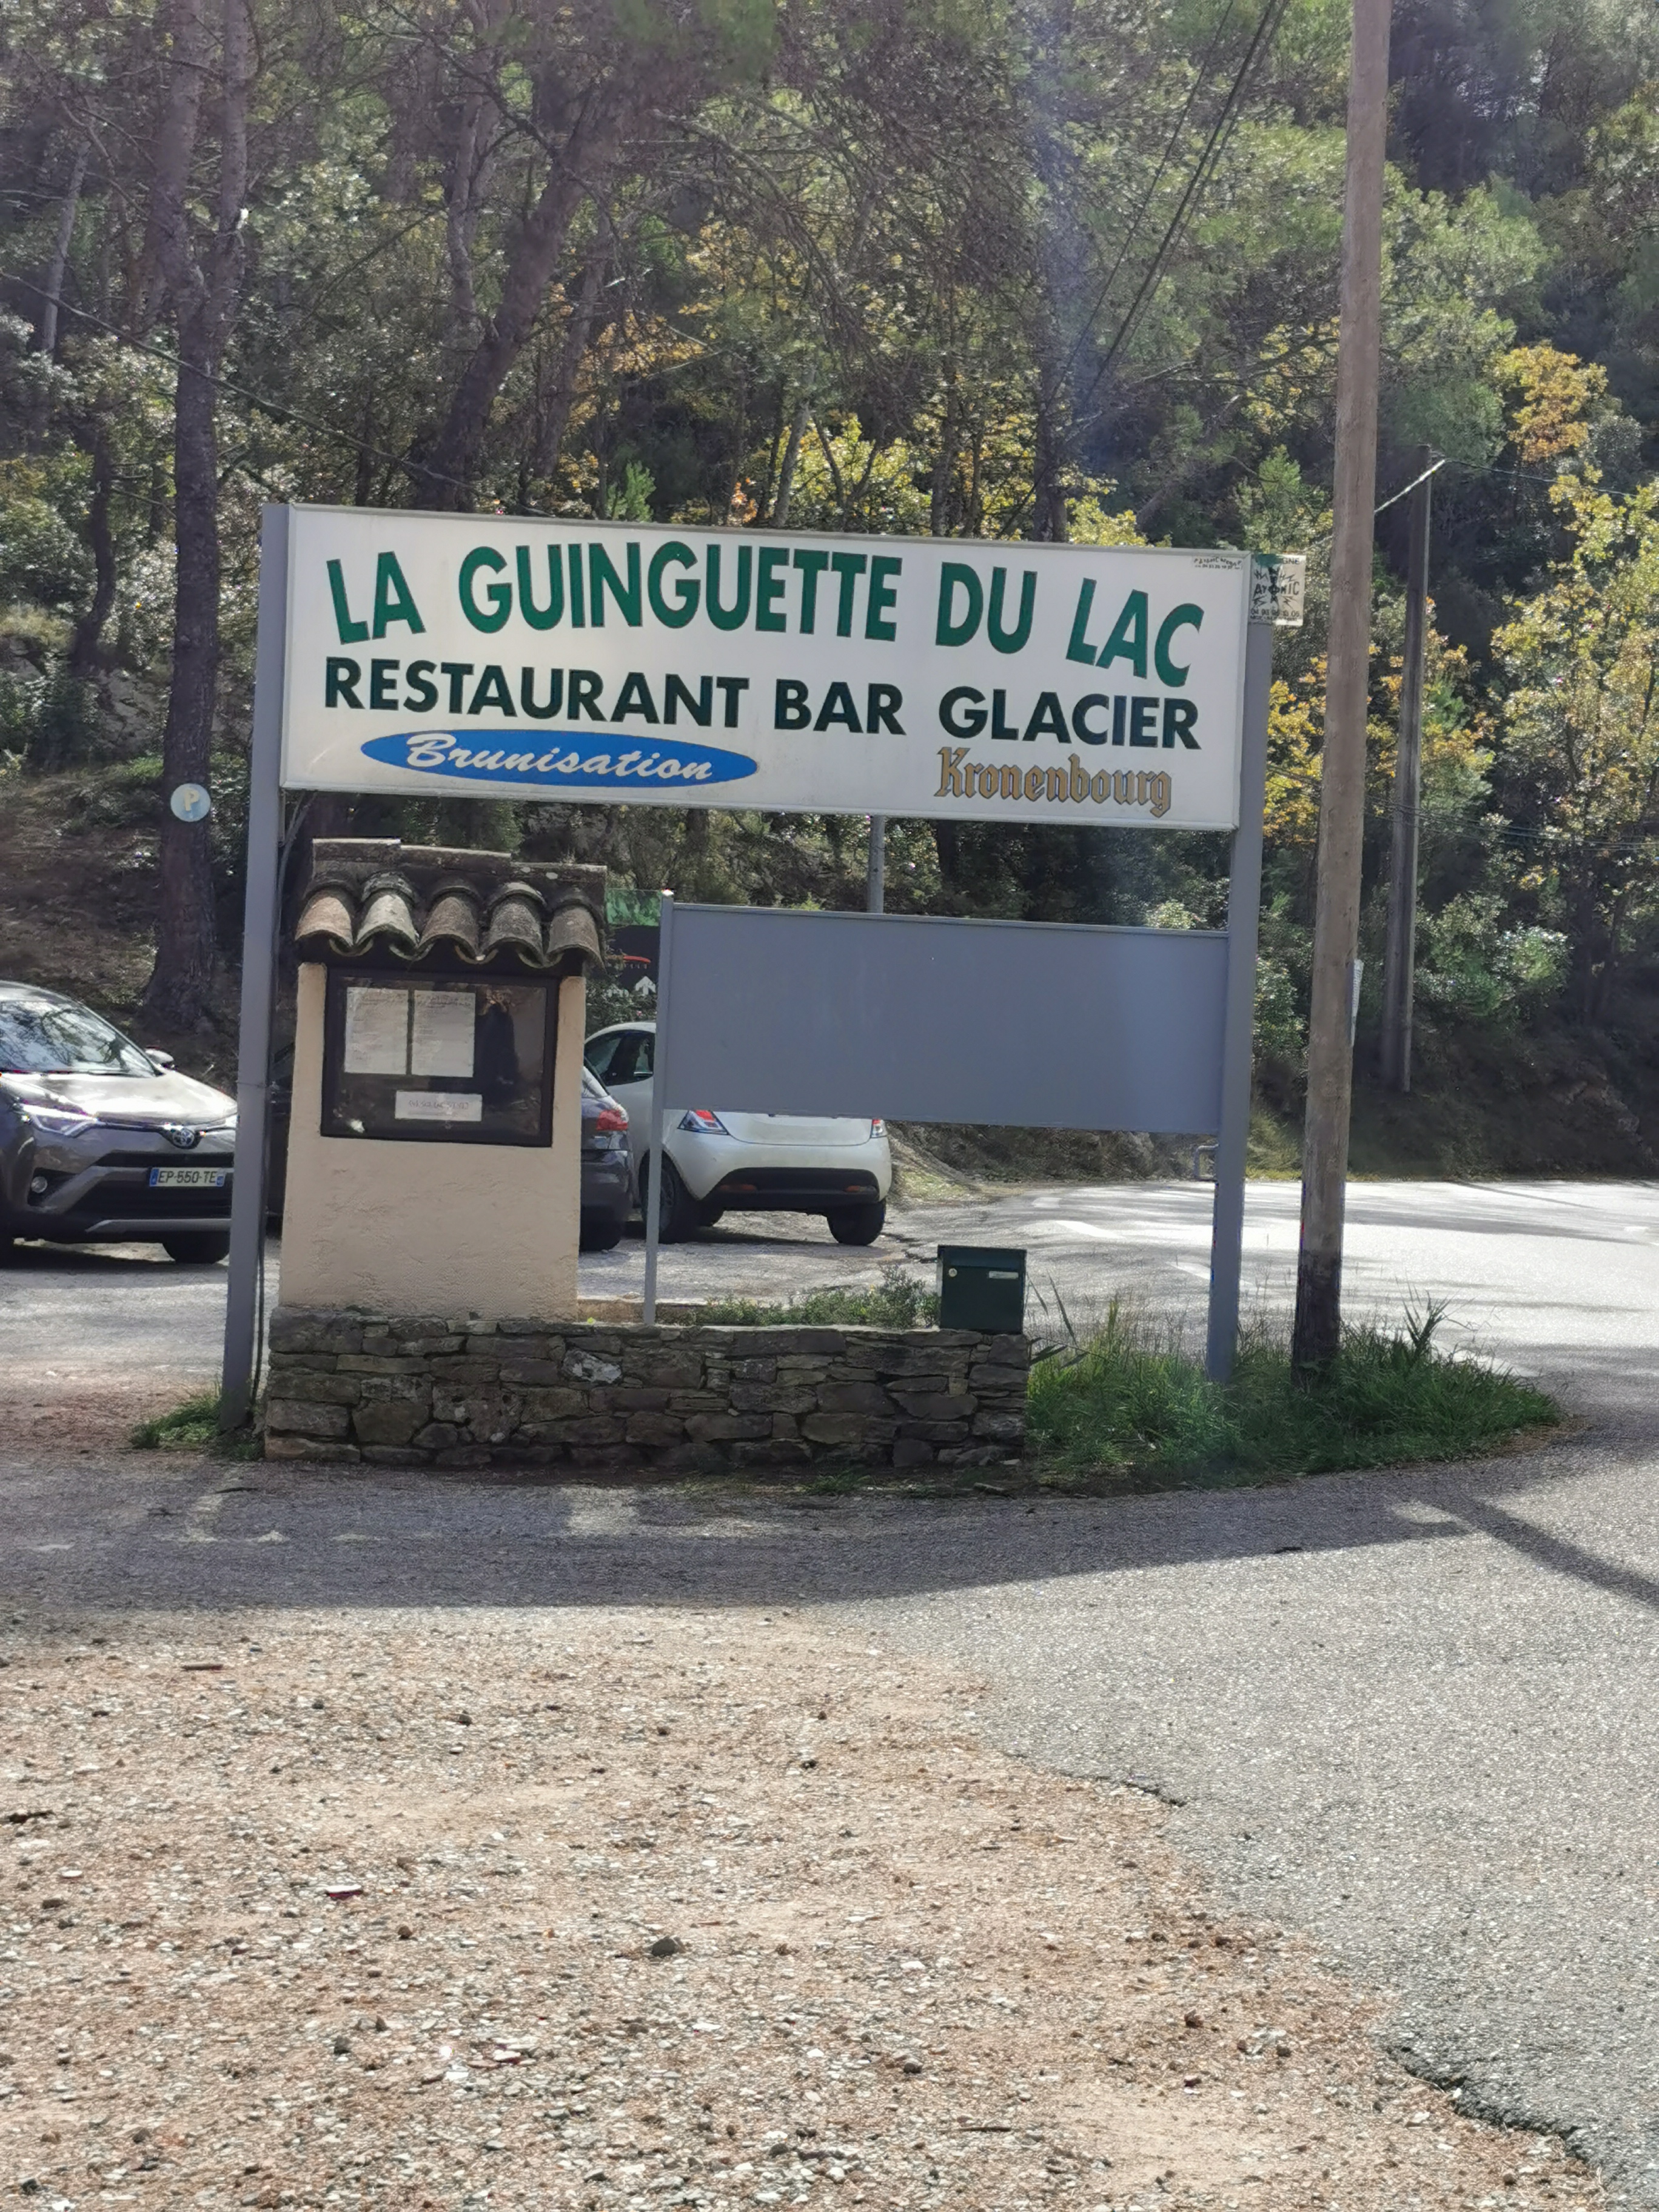 LA GUINGUETTE DU LAC
RESTAURANT BAR GLACIER
Brunisation
Kronenbourg
P
EP-550-TE